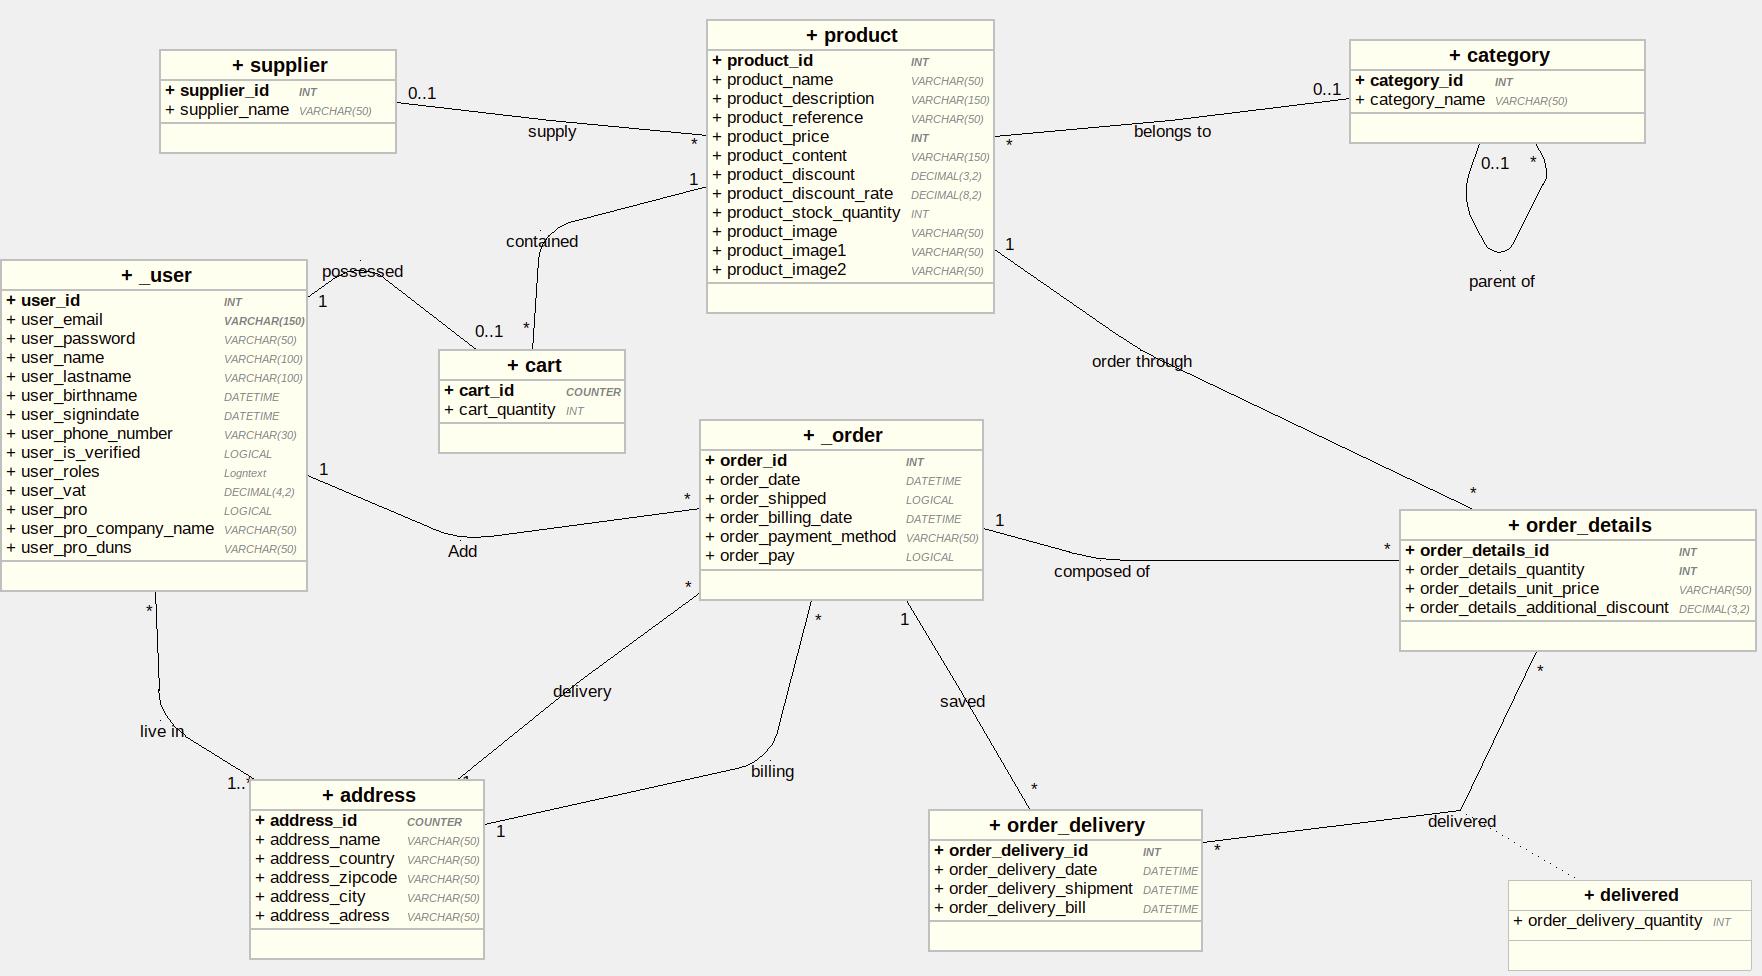 + supplier
+ supplier_id INT
+ supplier_name VARCHAR(50)
+ product
+ product_id INT
+ product_name VARCHAR(50)
+ product_description VARCHAR(150)
+ product_reference VARCHAR(50)
+ product_price INT
+ product_content VARCHAR(150)
+ product_discount DECIMAL(3,2)
+ product_discount_rate DECIMAL(8,2)
+ product_stock_quantity INT
+ product_image VARCHAR(50)
+ product_image1 VARCHAR(50)
+ product_image2 VARCHAR(50)
+ category
+ category_id INT
+ category_name VARCHAR(50)
0..1
supply
*
0..1
belongs to
*
0..1
*
parent of
1
contained
*
1
possessed
0..1
+ _user
+ user_id INT
+ user_email VARCHAR(150)
+ user_password VARCHAR(50)
+ user_name VARCHAR(100)
+ user_lastname VARCHAR(100)
+ user_birthname DATETIME
+ user_signindate DATETIME
+ user_phone_number VARCHAR(30)
+ user_is_verified LOGICAL
+ user_roles Logntext
+ user_vat DECIMAL(4,2)
+ user_pro LOGICAL
+ user_pro_company_name VARCHAR(50)
+ user_pro_duns VARCHAR(50)
+ cart
+ cart_id COUNTER
+ cart_quantity INT
1
order through
*
+ _order
+ order_id INT
+ order_date DATETIME
+ order_shipped LOGICAL
+ order_billing_date DATETIME
+ order_payment_method VARCHAR(50)
+ order_pay LOGICAL
1
Add
*
1
composed of
*
+ order_details
+ order_details_id INT
+ order_details_quantity INT
+ order_details_unit_price VARCHAR(50)
+ order_details_additional_discount DECIMAL(3,2)
*
live in
1..*
*
delivery
1
*
billing
1
1
saved
*
*
delivered
*
+ address
+ address_id COUNTER
+ address_name VARCHAR(50)
+ address_country VARCHAR(50)
+ address_zipcode VARCHAR(50)
+ address_city VARCHAR(50)
+ address_adress VARCHAR(50)
+ order_delivery
+ order_delivery_id INT
+ order_delivery_date DATETIME
+ order_delivery_shipment DATETIME
+ order_delivery_bill DATETIME
+ delivered
+ order_delivery_quantity INT